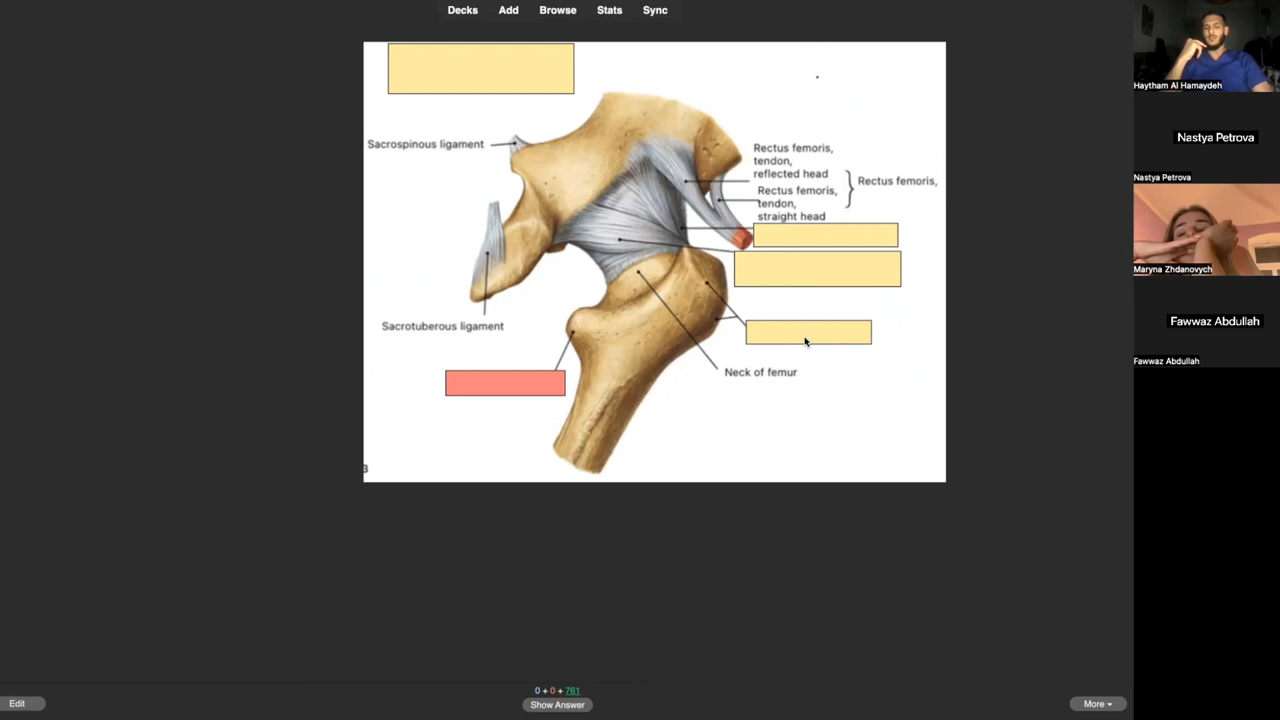 Decks Add Browse Stats Sync
Haytham Al Hamaydeh
Nastya Petrova
Nastya Petrova
Maryna Zhdanovych
Fawwaz Abdullah
Fawwaz Abdullah
Sacrospinous ligament
Rectus femoris,
tendon,
reflected head
Rectus femoris,
tendon,
straight head
Rectus femoris,
Sacrotuberous ligament
Neck of femur
3
0 + 0 + 761
Edit
Show Answer
More